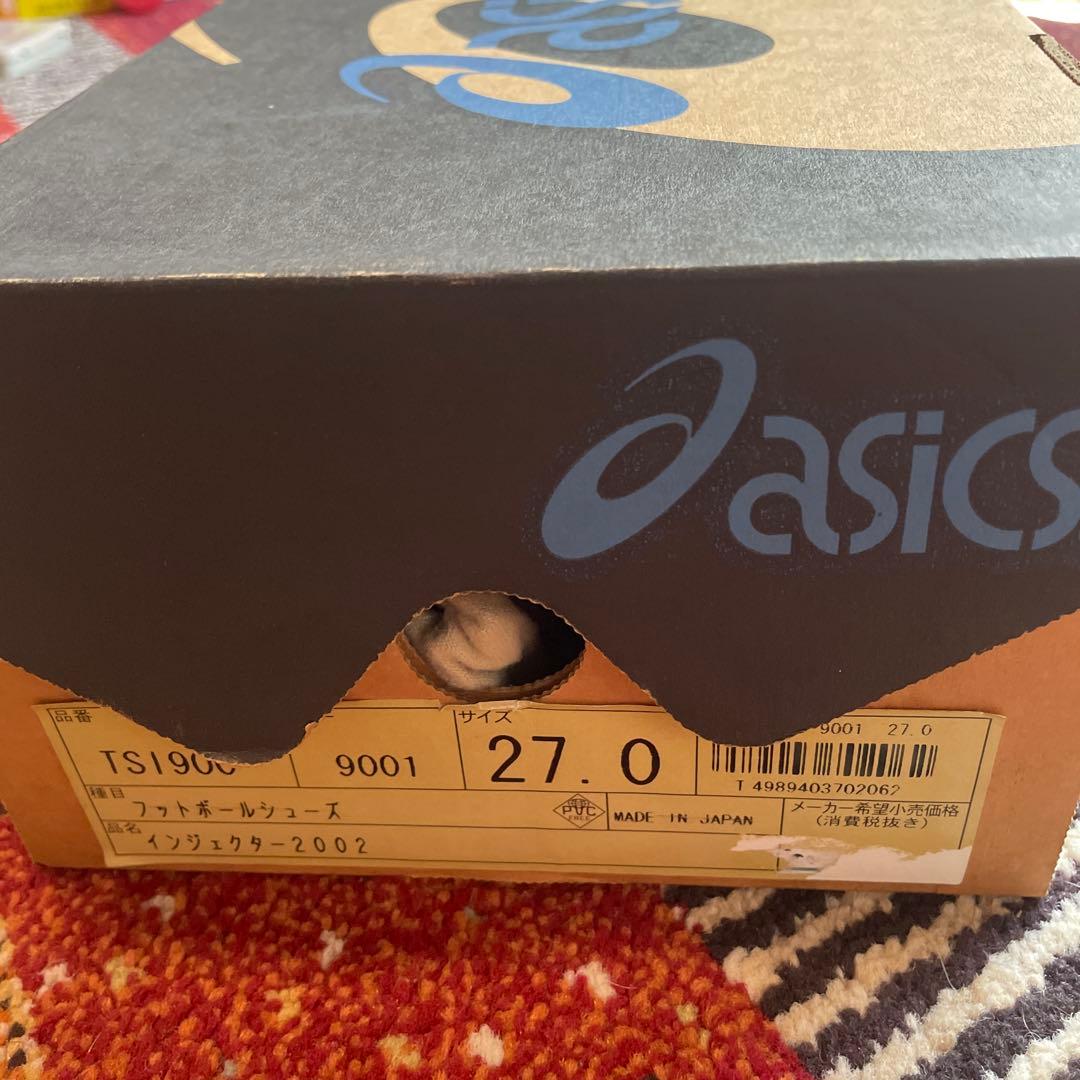 asics
品番
TSI90
9001
サイズ
27.0
9001 27.0
T 4989403702062
種目
フットボールシューズ
PVC
FREE
MADE IN JAPAN
メーカー希望小売価格
(消費税抜き)
品名
インジェクター2002